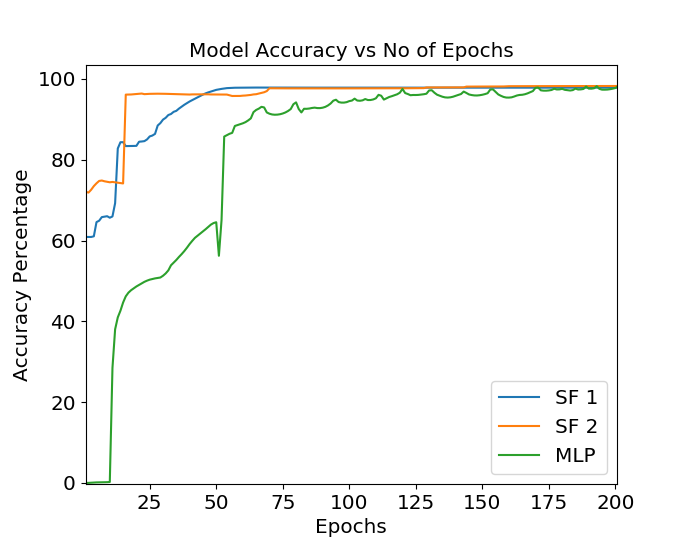 Model Accuracy vs No of Epochs
100
80
60
40
20
0
Accuracy Percentage
SF 1
SF 2
MLP
25 50 75 100 125 150 175 200
Epochs